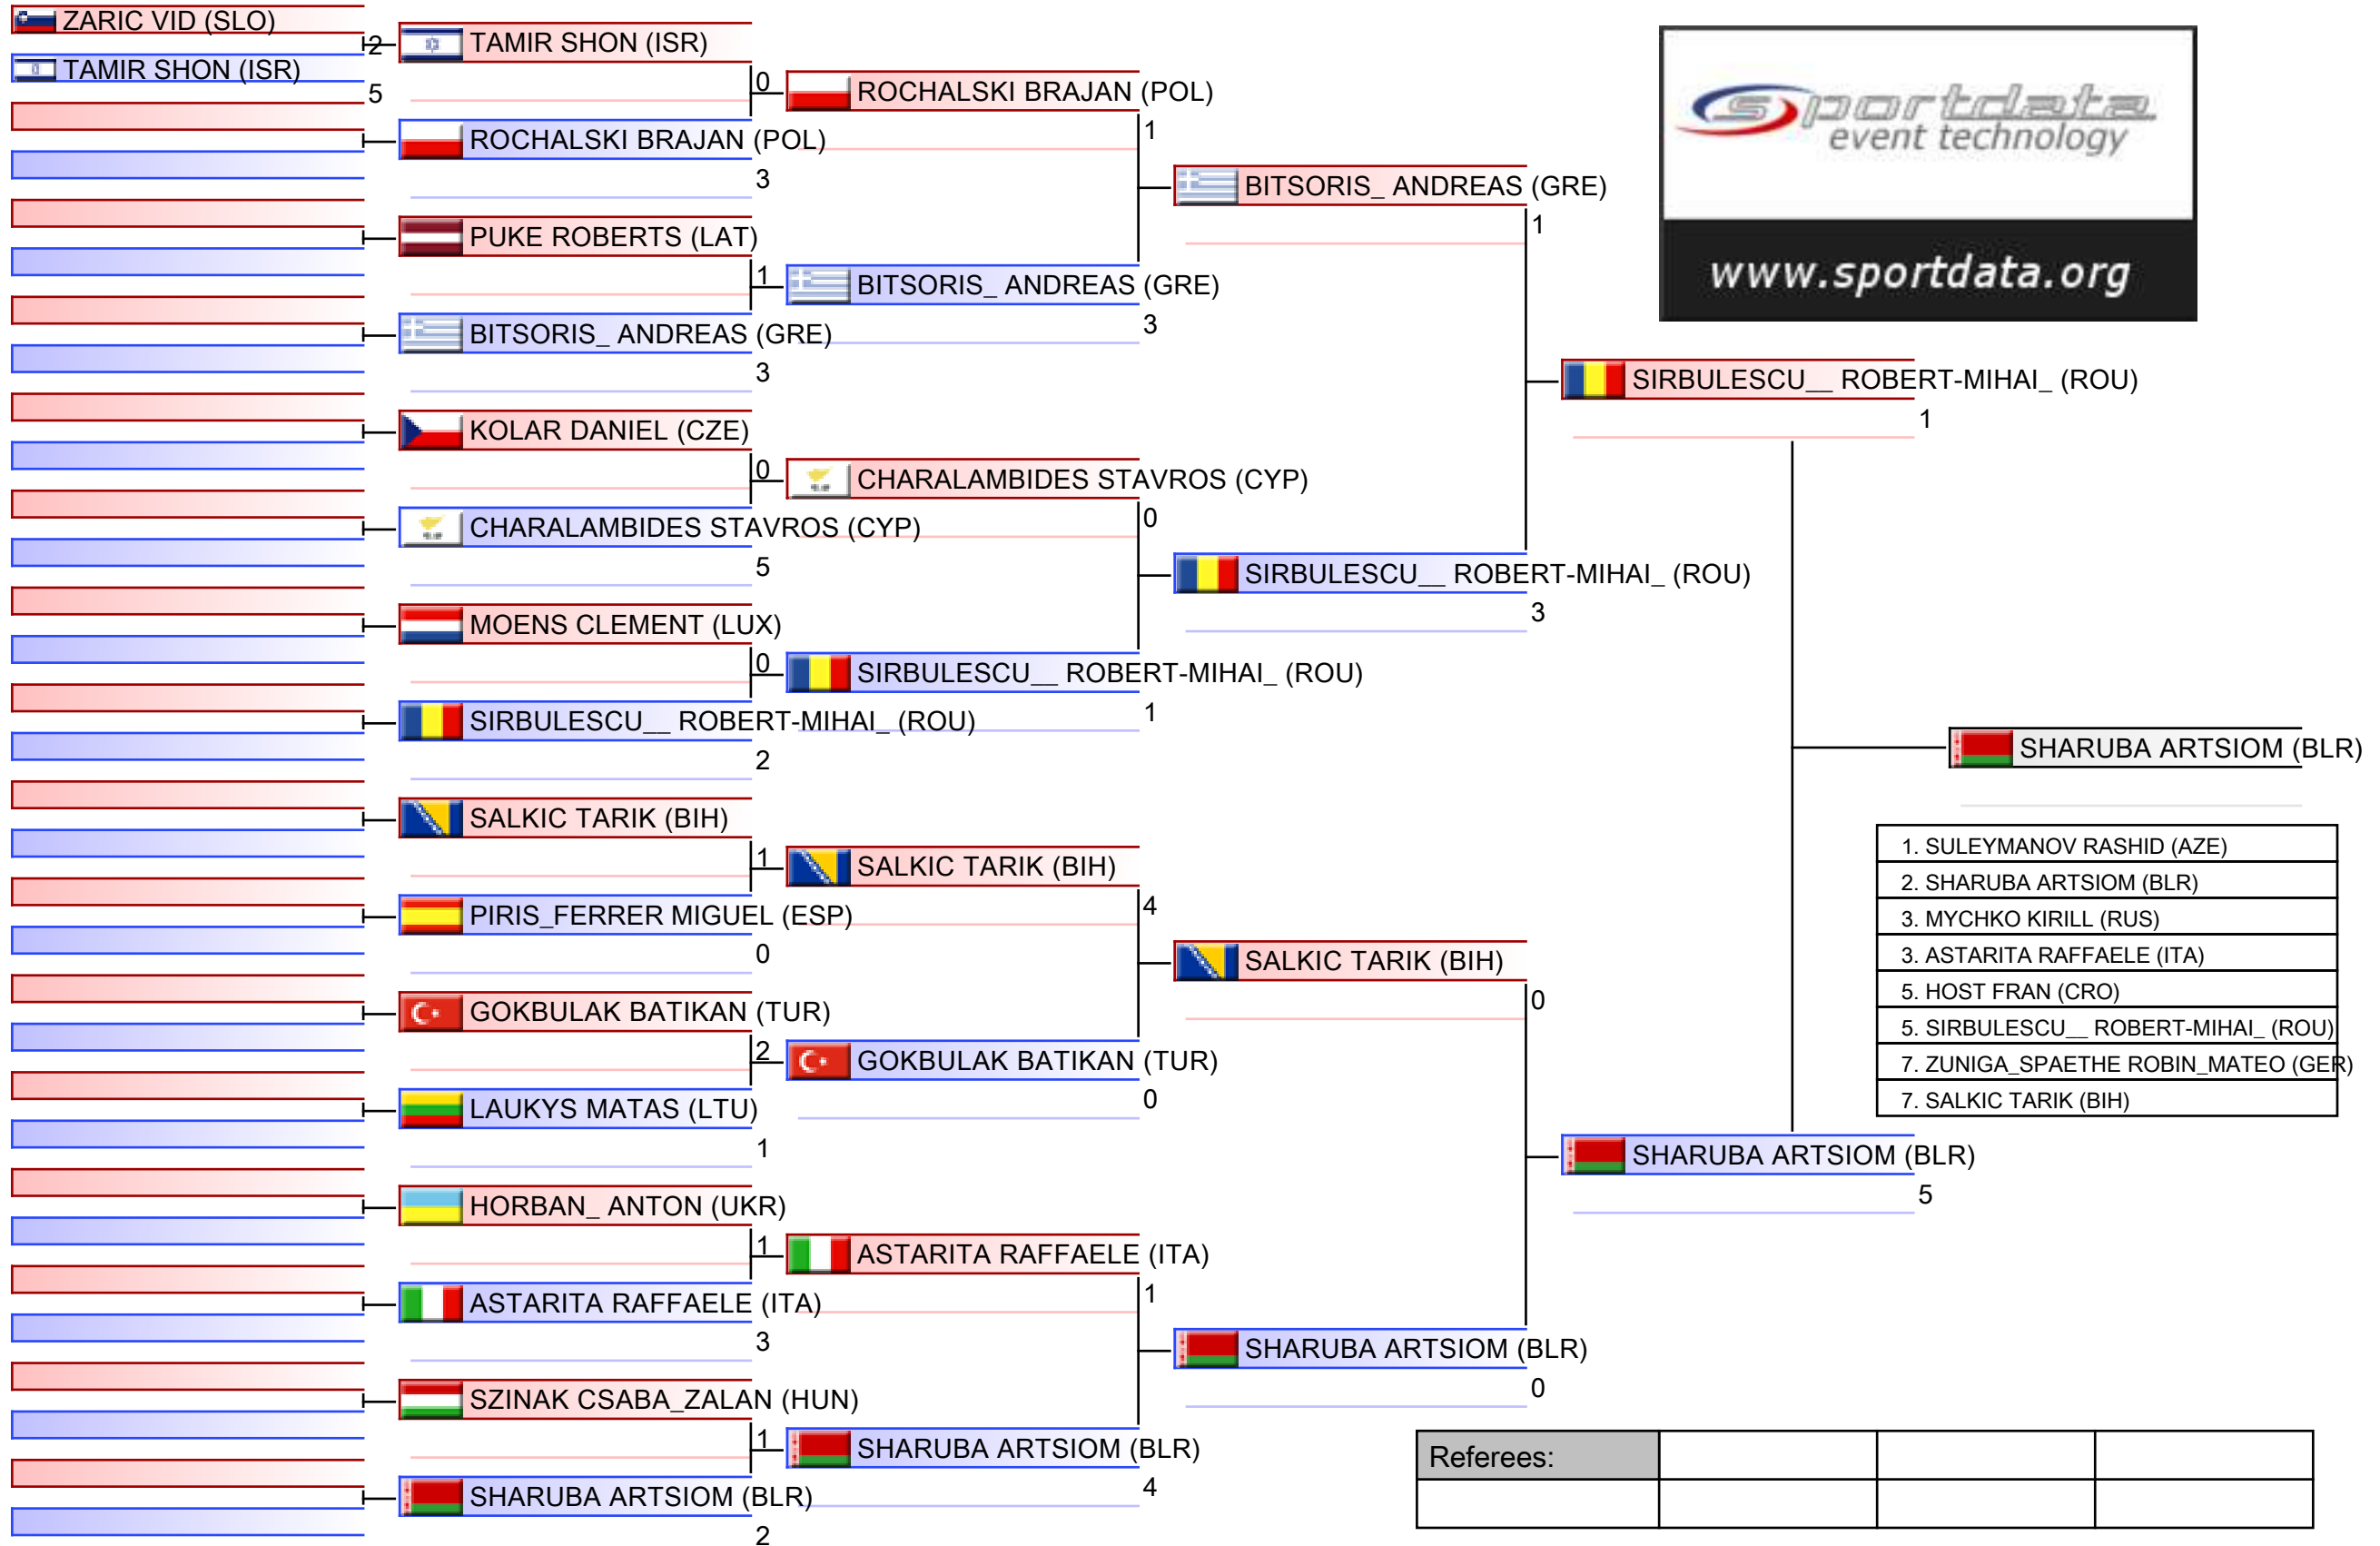 ZARIC VID (SLO)
2
TAMIR SHON (ISR)
5
TAMIR SHON (ISR)
0
ROCHALSKI BRAJAN (POL)
3
PUKE ROBERTS (LAT)
1
BITSORIS_ ANDREAS (GRE)
3
KOLAR DANIEL (CZE)
0
CHARALAMBIDES STAVROS (CYP)
5
MOENS CLEMENT (LUX)
0
SIRBULESCU__ ROBERT-MIHAI_ (ROU)
2
SALKIC TARIK (BIH)
1
PIRIS_FERRER MIGUEL (ESP)
0
GOKBULAK BATIKAN (TUR)
2
LAUKYS MATAS (LTU)
1
HORBAN_ ANTON (UKR)
1
ASTARITA RAFFAELE (ITA)
3
SZINAK CSABA_ZALAN (HUN)
1
SHARUBA ARTSIOM (BLR)
2
ROCHALSKI BRAJAN (POL)
1
BITSORIS_ ANDREAS (GRE)
3
CHARALAMBIDES STAVROS (CYP)
0
SIRBULESCU__ ROBERT-MIHAI_ (ROU)
1
SALKIC TARIK (BIH)
4
GOKBULAK BATIKAN (TUR)
0
ASTARITA RAFFAELE (ITA)
1
SHARUBA ARTSIOM (BLR)
4
BITSORIS_ ANDREAS (GRE)
1
SIRBULESCU__ ROBERT-MIHAI_ (ROU)
3
SALKIC TARIK (BIH)
0
SHARUBA ARTSIOM (BLR)
0
SIRBULESCU__ ROBERT-MIHAI_ (ROU)
1
SHARUBA ARTSIOM (BLR)
5
SHARUBA ARTSIOM (BLR)
sportdata
event technology
www.sportdata.org
1. SULEYMANOV RASHID (AZE)
2. SHARUBA ARTSIOM (BLR)
3. MYCHKO KIRILL (RUS)
3. ASTARITA RAFFAELE (ITA)
5. HOST FRAN (CRO)
5. SIRBULESCU__ ROBERT-MIHAI_ (ROU)
7. ZUNIGA_SPAETHE ROBIN_MATEO (GER)
7. SALKIC TARIK (BIH)
Referees: